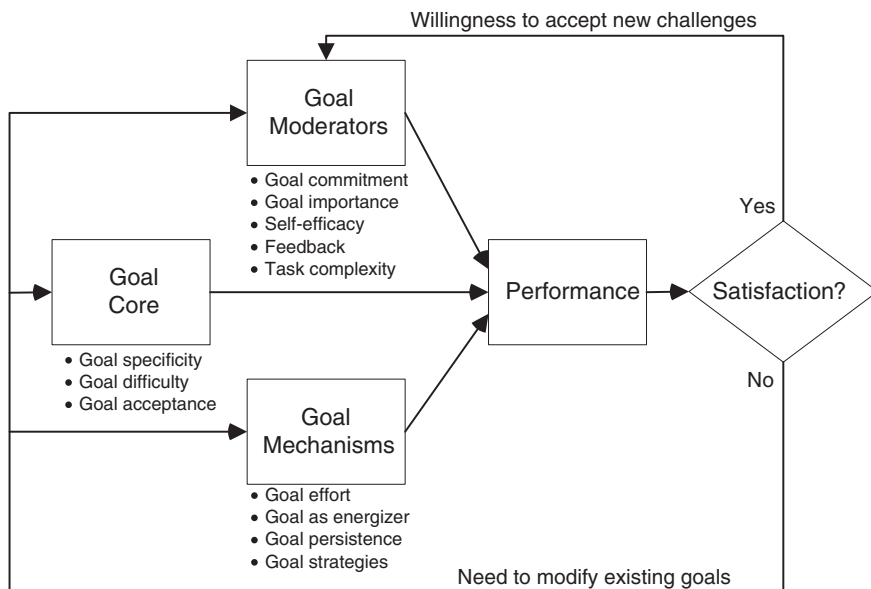 Willingness to accept new challenges
Goal
Moderators
• Goal commitment
• Goal importance
• Self-efficacy
• Feedback
• Task complexity
Yes
Goal
Core
Performance
Satisfaction?
• Goal specificity
• Goal difficulty
• Goal acceptance
No
Goal
Mechanisms
• Goal effort
• Goal as energizer
• Goal persistence
• Goal strategies
Need to modify existing goals